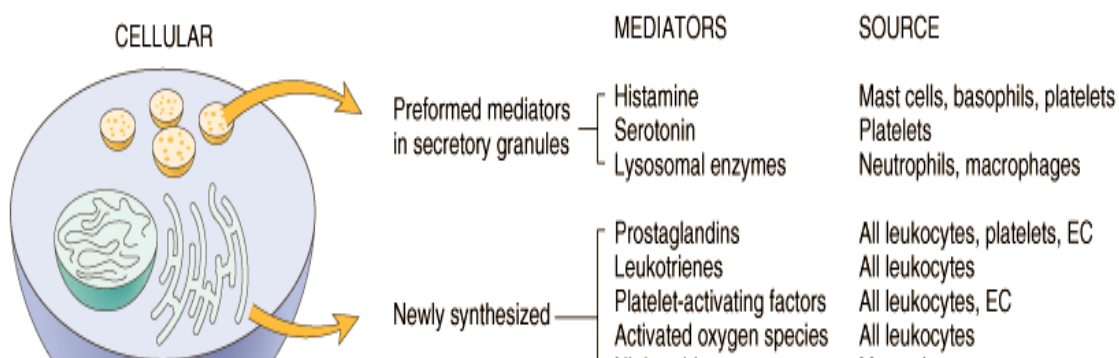 CELLULAR
MEDIATORS SOURCE
Preformed mediators
in secretory granules
Histamine Mast cells, basophils, platelets
Serotonin Platelets
Lysosomal enzymes Neutrophils, macrophages
Newly synthesized
Prostaglandins All leukocytes, platelets, EC
Leukotrienes All leukocytes
Platelet-activating factors All leukocytes, EC
Activated oxygen species All leukocytes